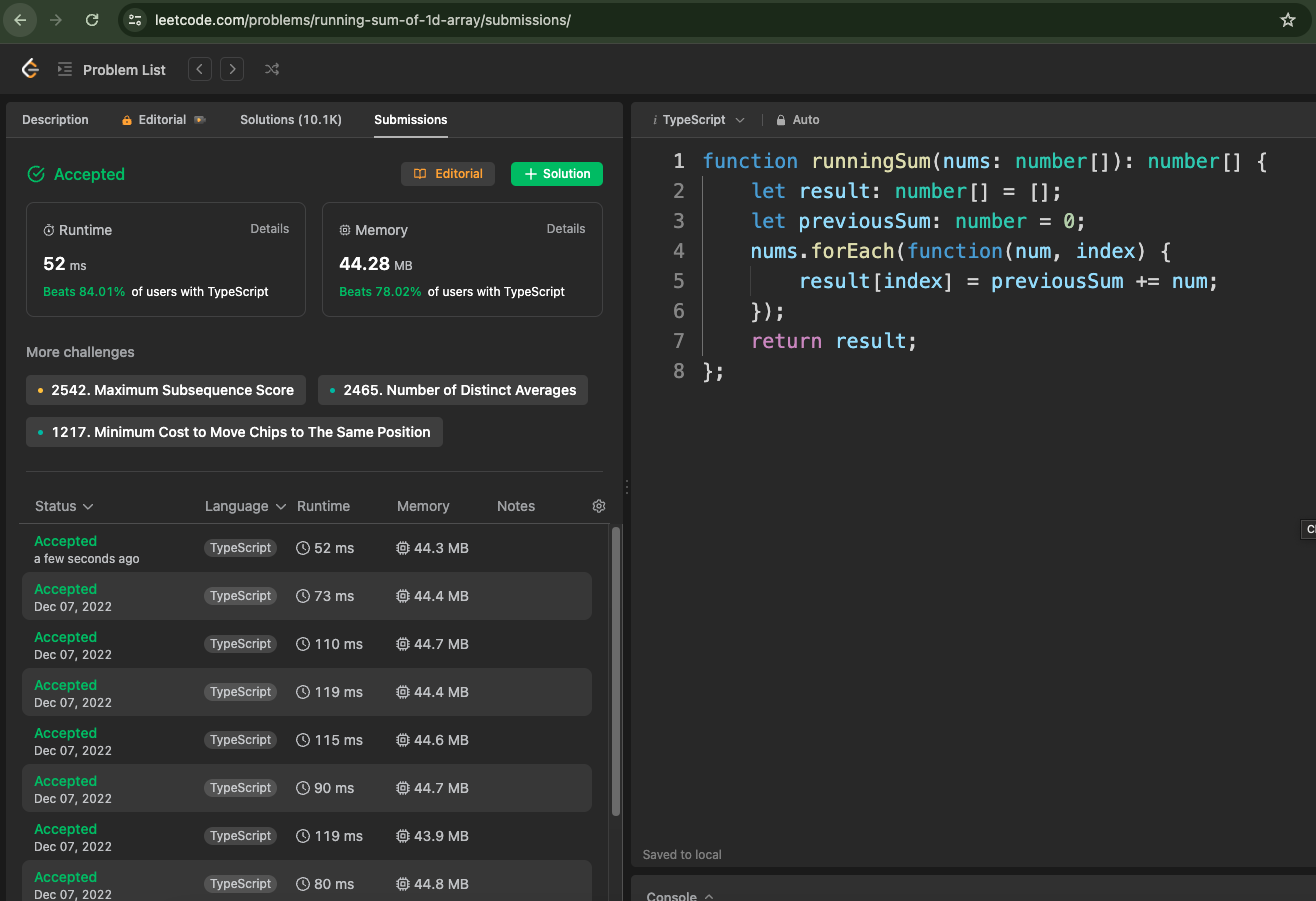 leetcode.com/problems/running-sum-of-1d-array/submissions/
Problem List
Description Editorial Solutions (10.1K) Submissions
Accepted Editorial + Solution
Runtime Details
52 ms
Beats 84.01% of users with TypeScript
Memory Details
44.28 MB
Beats 78.02% of users with TypeScript
More challenges
2542. Maximum Subsequence Score
2465. Number of Distinct Averages
1217. Minimum Cost to Move Chips to The Same Position
Status Language Runtime Memory Notes
Accepted TypeScript 52 ms 44.3 MB
a few seconds ago
Accepted TypeScript 73 ms 44.4 MB
Dec 07, 2022
Accepted TypeScript 110 ms 44.7 MB
Dec 07, 2022
Accepted TypeScript 119 ms 44.4 MB
Dec 07, 2022
Accepted TypeScript 115 ms 44.6 MB
Dec 07, 2022
Accepted TypeScript 90 ms 44.7 MB
Dec 07, 2022
Accepted TypeScript 119 ms 43.9 MB
Dec 07, 2022
Accepted TypeScript 80 ms 44.8 MB
Dec 07, 2022
i TypeScript Auto
1 function runningSum(nums: number[]): number[] {
2     let result: number[] = [];
3     let previousSum: number = 0;
4     nums.forEach(function(num, index) {
5         result[index] = previousSum += num;
6     });
7     return result;
8 };
Saved to local
Console